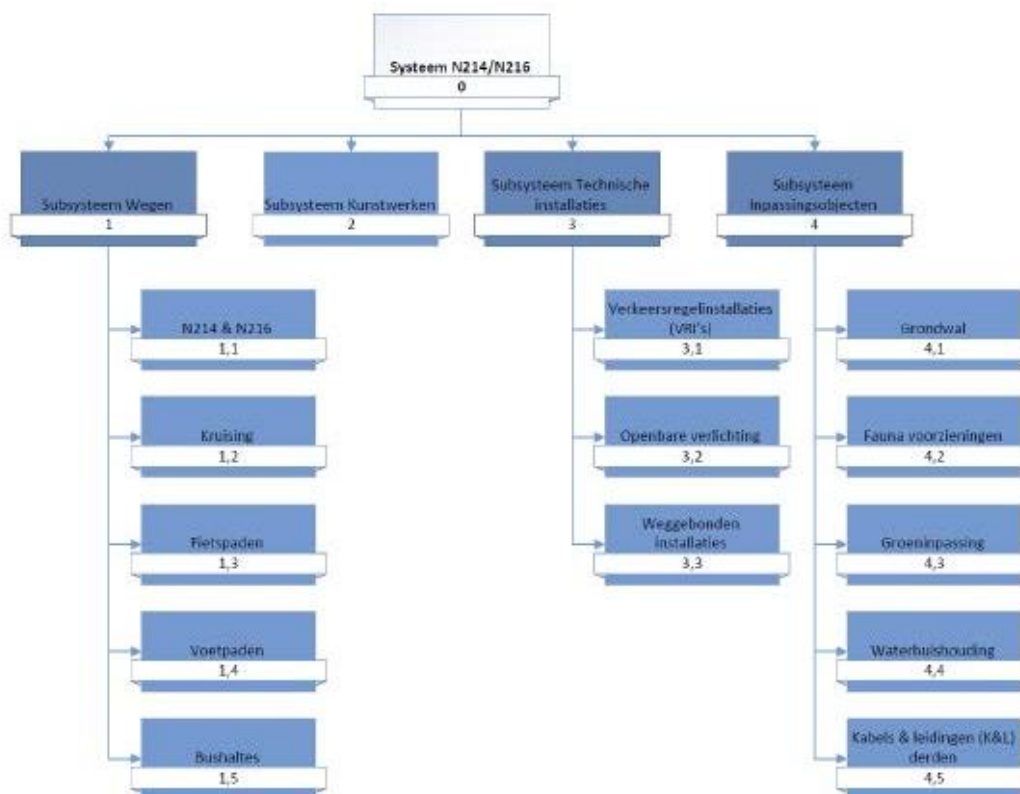 Systeem N214/N216
0
Subsysteem Wegen
1
Subsysteem Kunstwerken
2
Subsysteem Technische
installaties
3
Subsysteem
Inpassingsobjecten
4
N214 & N216
1,1
Kruising
1,2
Fietspaden
1,3
Voetpaden
1,4
Bushaltes
1,5
Verkeersregelinstallaties
(VRI's)
3,1
Openbare verlichting
3,2
Weggebonden
installaties
3,3
Grondwal
4,1
Fauna voorzieningen
4,2
Groeninpassing
4,3
Waterhuishouding
4,4
Kabels & leidingen (K&L)
derden
4,5